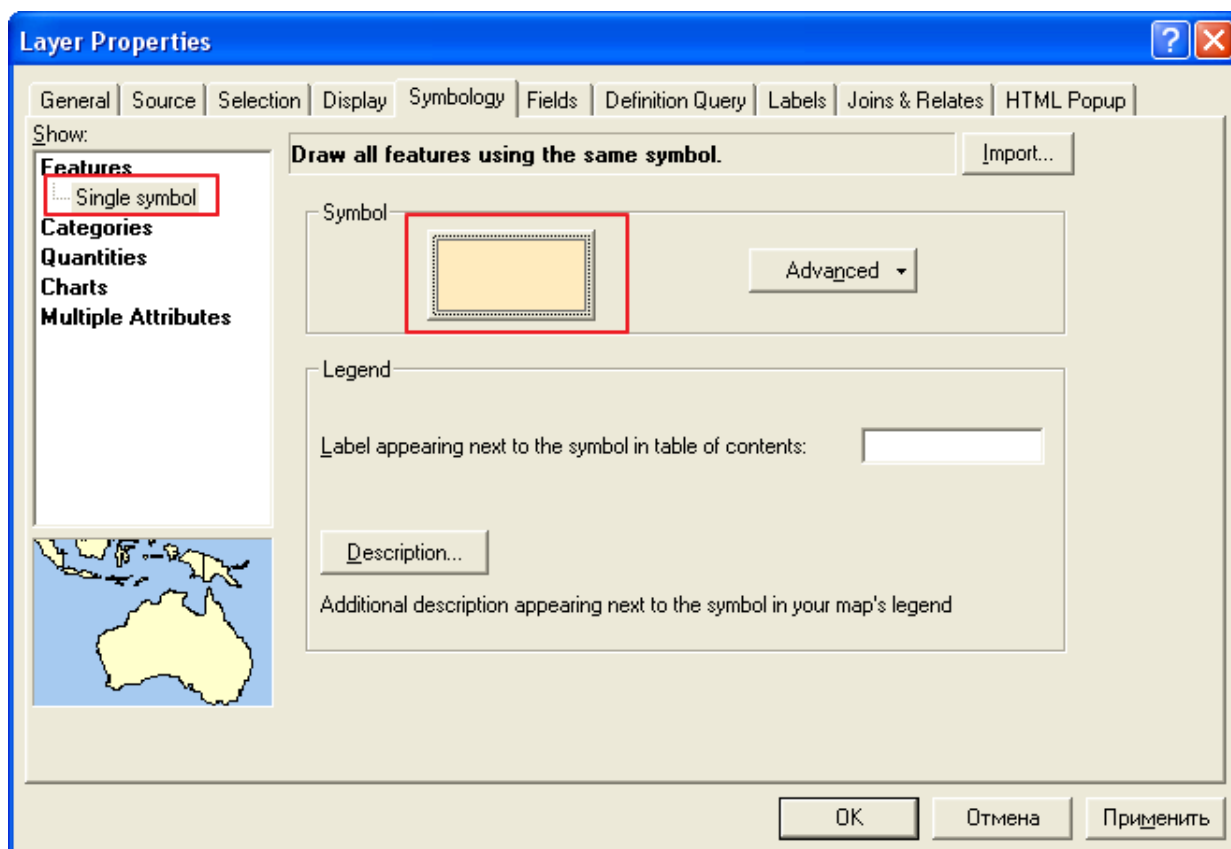 Layer Properties
General Source Selection Display Symbology Fields Definition Query Labels Joins & Relates HTML Popup
Show:
Features
Single symbol
Categories
Quantities
Charts
Multiple Attributes
Draw all features using the same symbol.
Import...
Symbol
Advanced
Legend
Label appearing next to the symbol in table of contents:
Description...
Additional description appearing next to the symbol in your map's legend
OK Отмена Применить